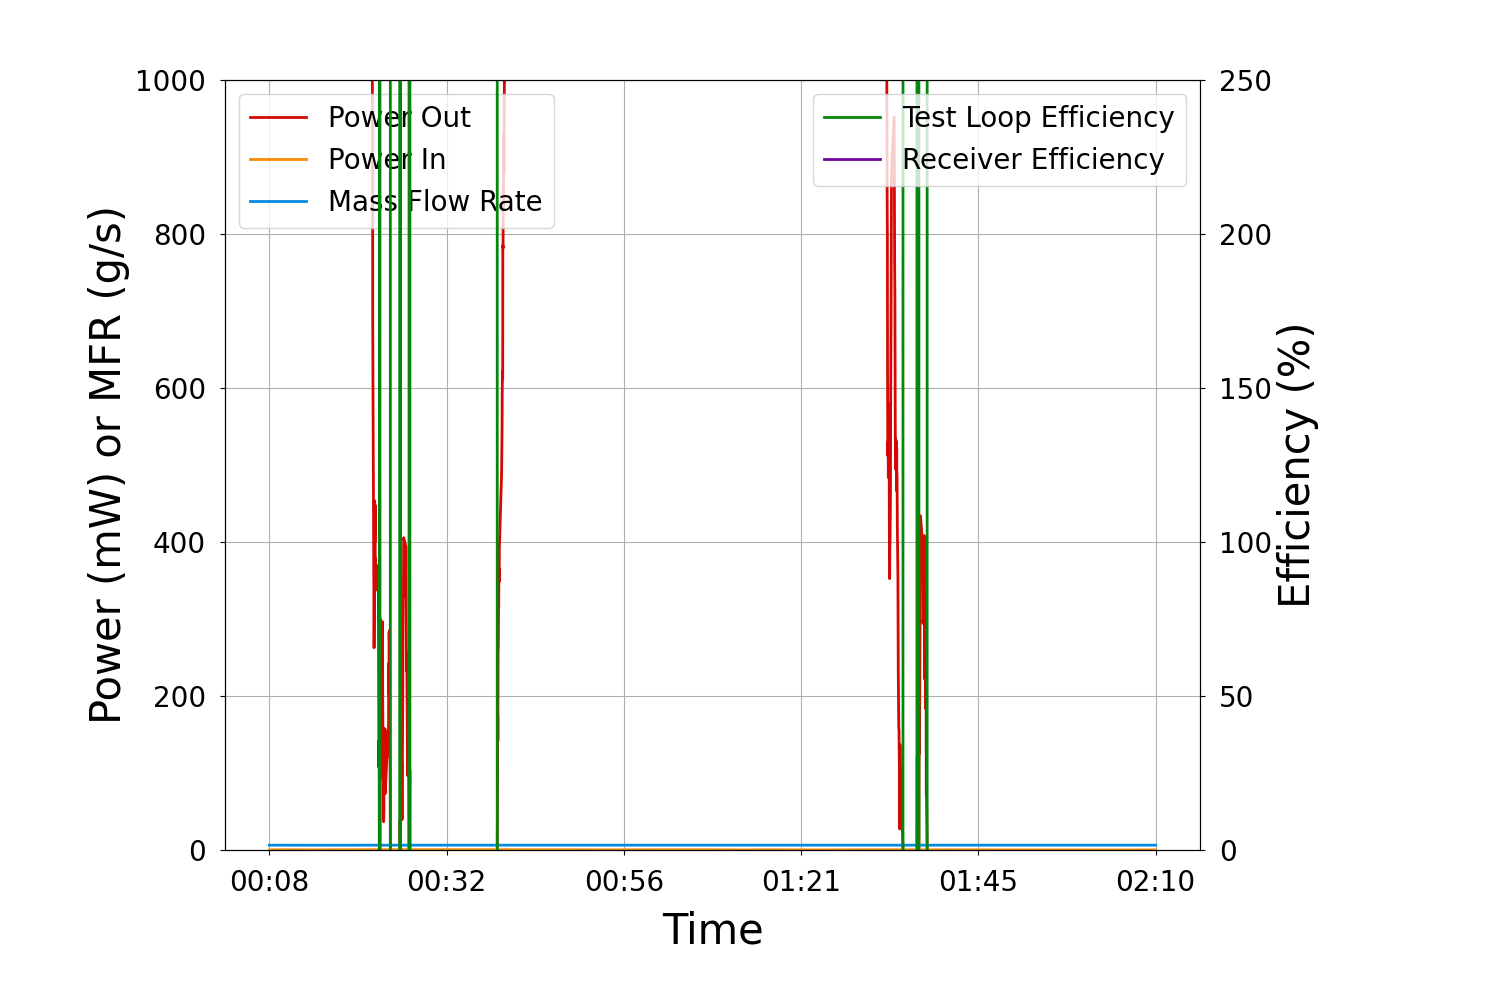 1000
800
600
400
200
0
Power (mW) or MFR (g/s)
Power Out
Power In
Mass Flow Rate
Test Loop Efficiency
Receiver Efficiency
250
200
150
100
50
0
Efficiency (%)
00:08 00:32 00:56 01:21 01:45 02:10
Time